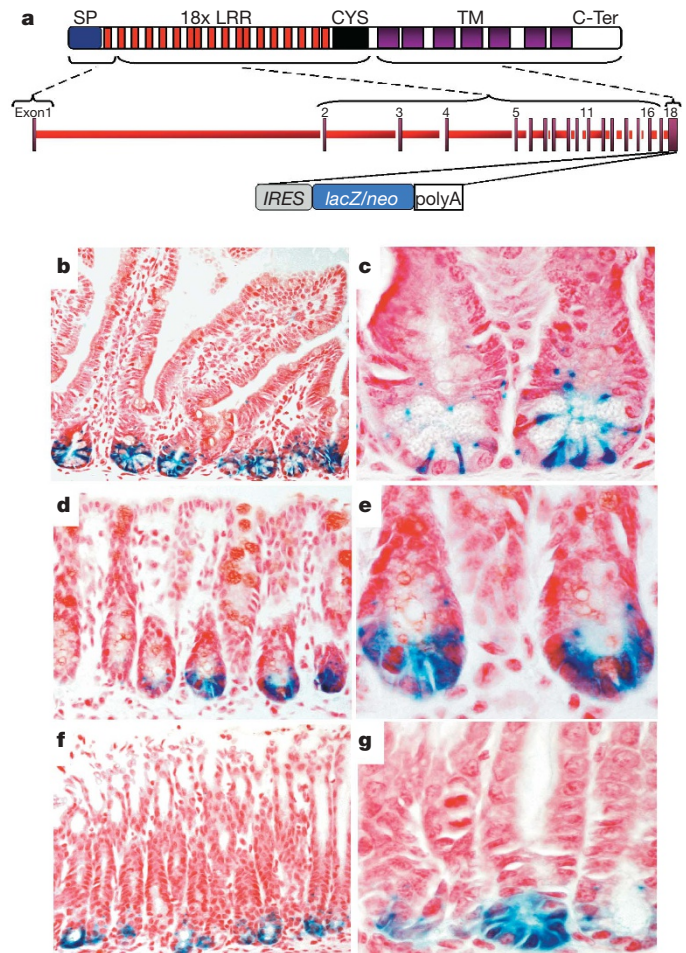 a
SP 18x LRR CYS TM C-Ter
Exon1 2 3 4 5 11 16 18
IRES lacZ/neo polyA
b c
d e
f g